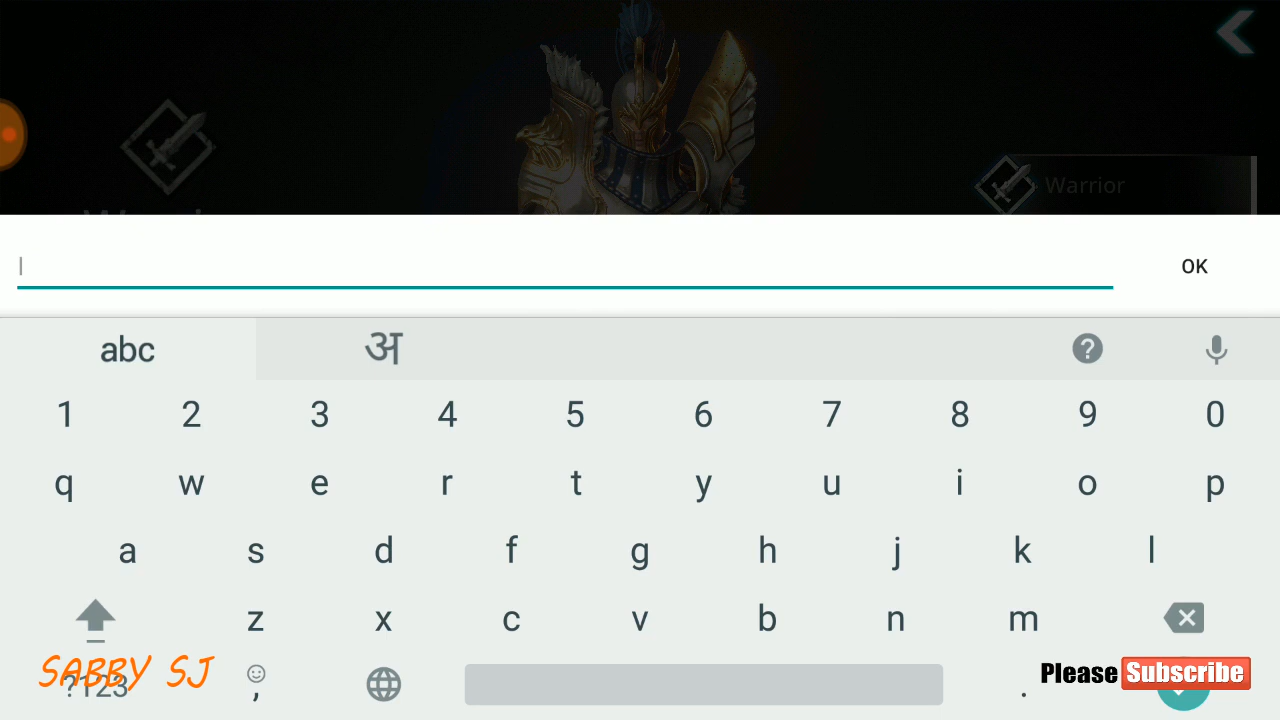 Warrior
OK
abc अ
1 2 3 4 5 6 7 8 9 0
q w e r t y u i o p
a s d f g h j k l
z x c v b n m
SABBY SJ
?123 , .
Please Subscribe